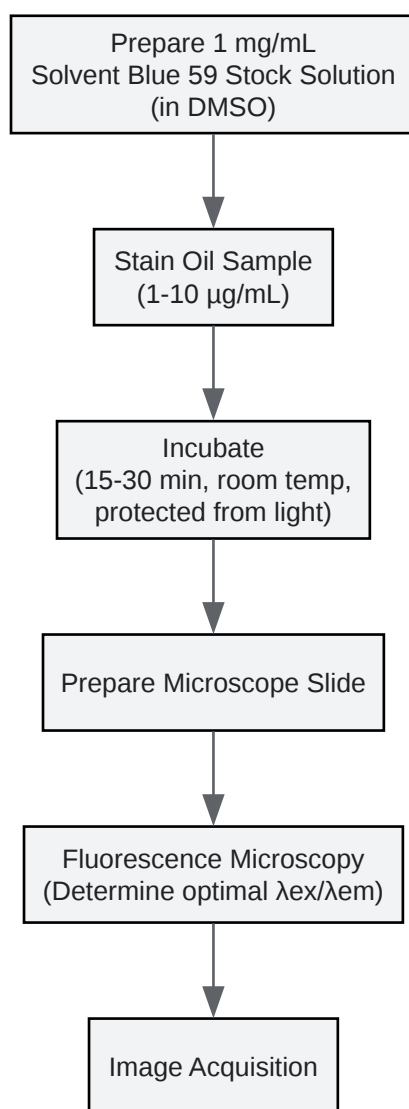 Prepare 1 mg/mL
Solvent Blue 59 Stock Solution
(in DMSO)
Stain Oil Sample
(1-10 µg/mL)
Incubate
(15-30 min, room temp,
protected from light)
Prepare Microscope Slide
Fluorescence Microscopy
(Determine optimal λex/λem)
Image Acquisition